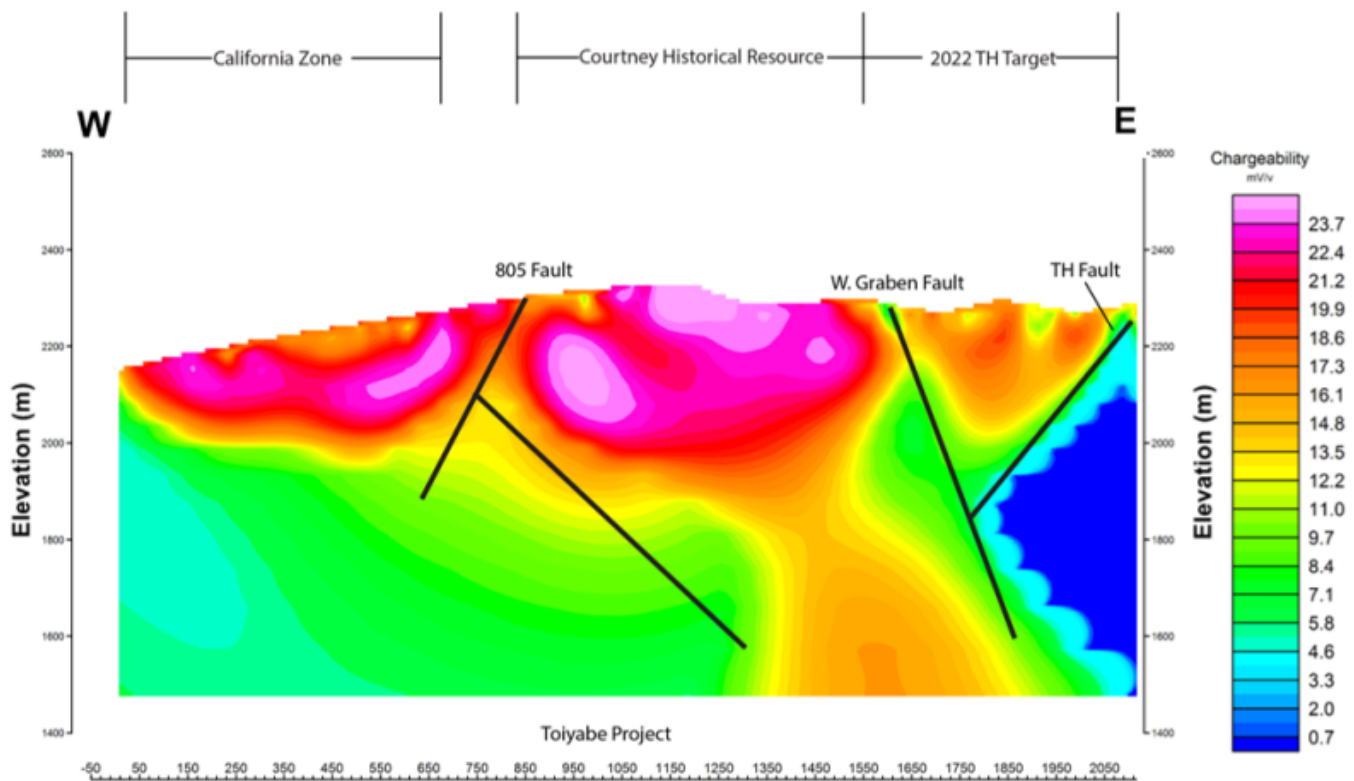 California Zone
Courtney Historical Resource
2022 TH Target
W
E
2600
2400
2200
2000
1800
1600
1400
Elevation (m)
805 Fault
W. Graben Fault
TH Fault
2600
2400
2200
2000
1800
1600
1400
Elevation (m)
Chargeability
mV/v
23.7
22.4
21.2
19.9
18.6
17.3
16.1
14.8
13.5
12.2
11.0
9.7
8.4
7.1
5.8
4.6
3.3
2.0
0.7
Toiyabe Project
-50 50 150 250 350 450 550 650 750 850 950 1050 1150 1250 1350 1450 1550 1650 1750 1850 1950 2050